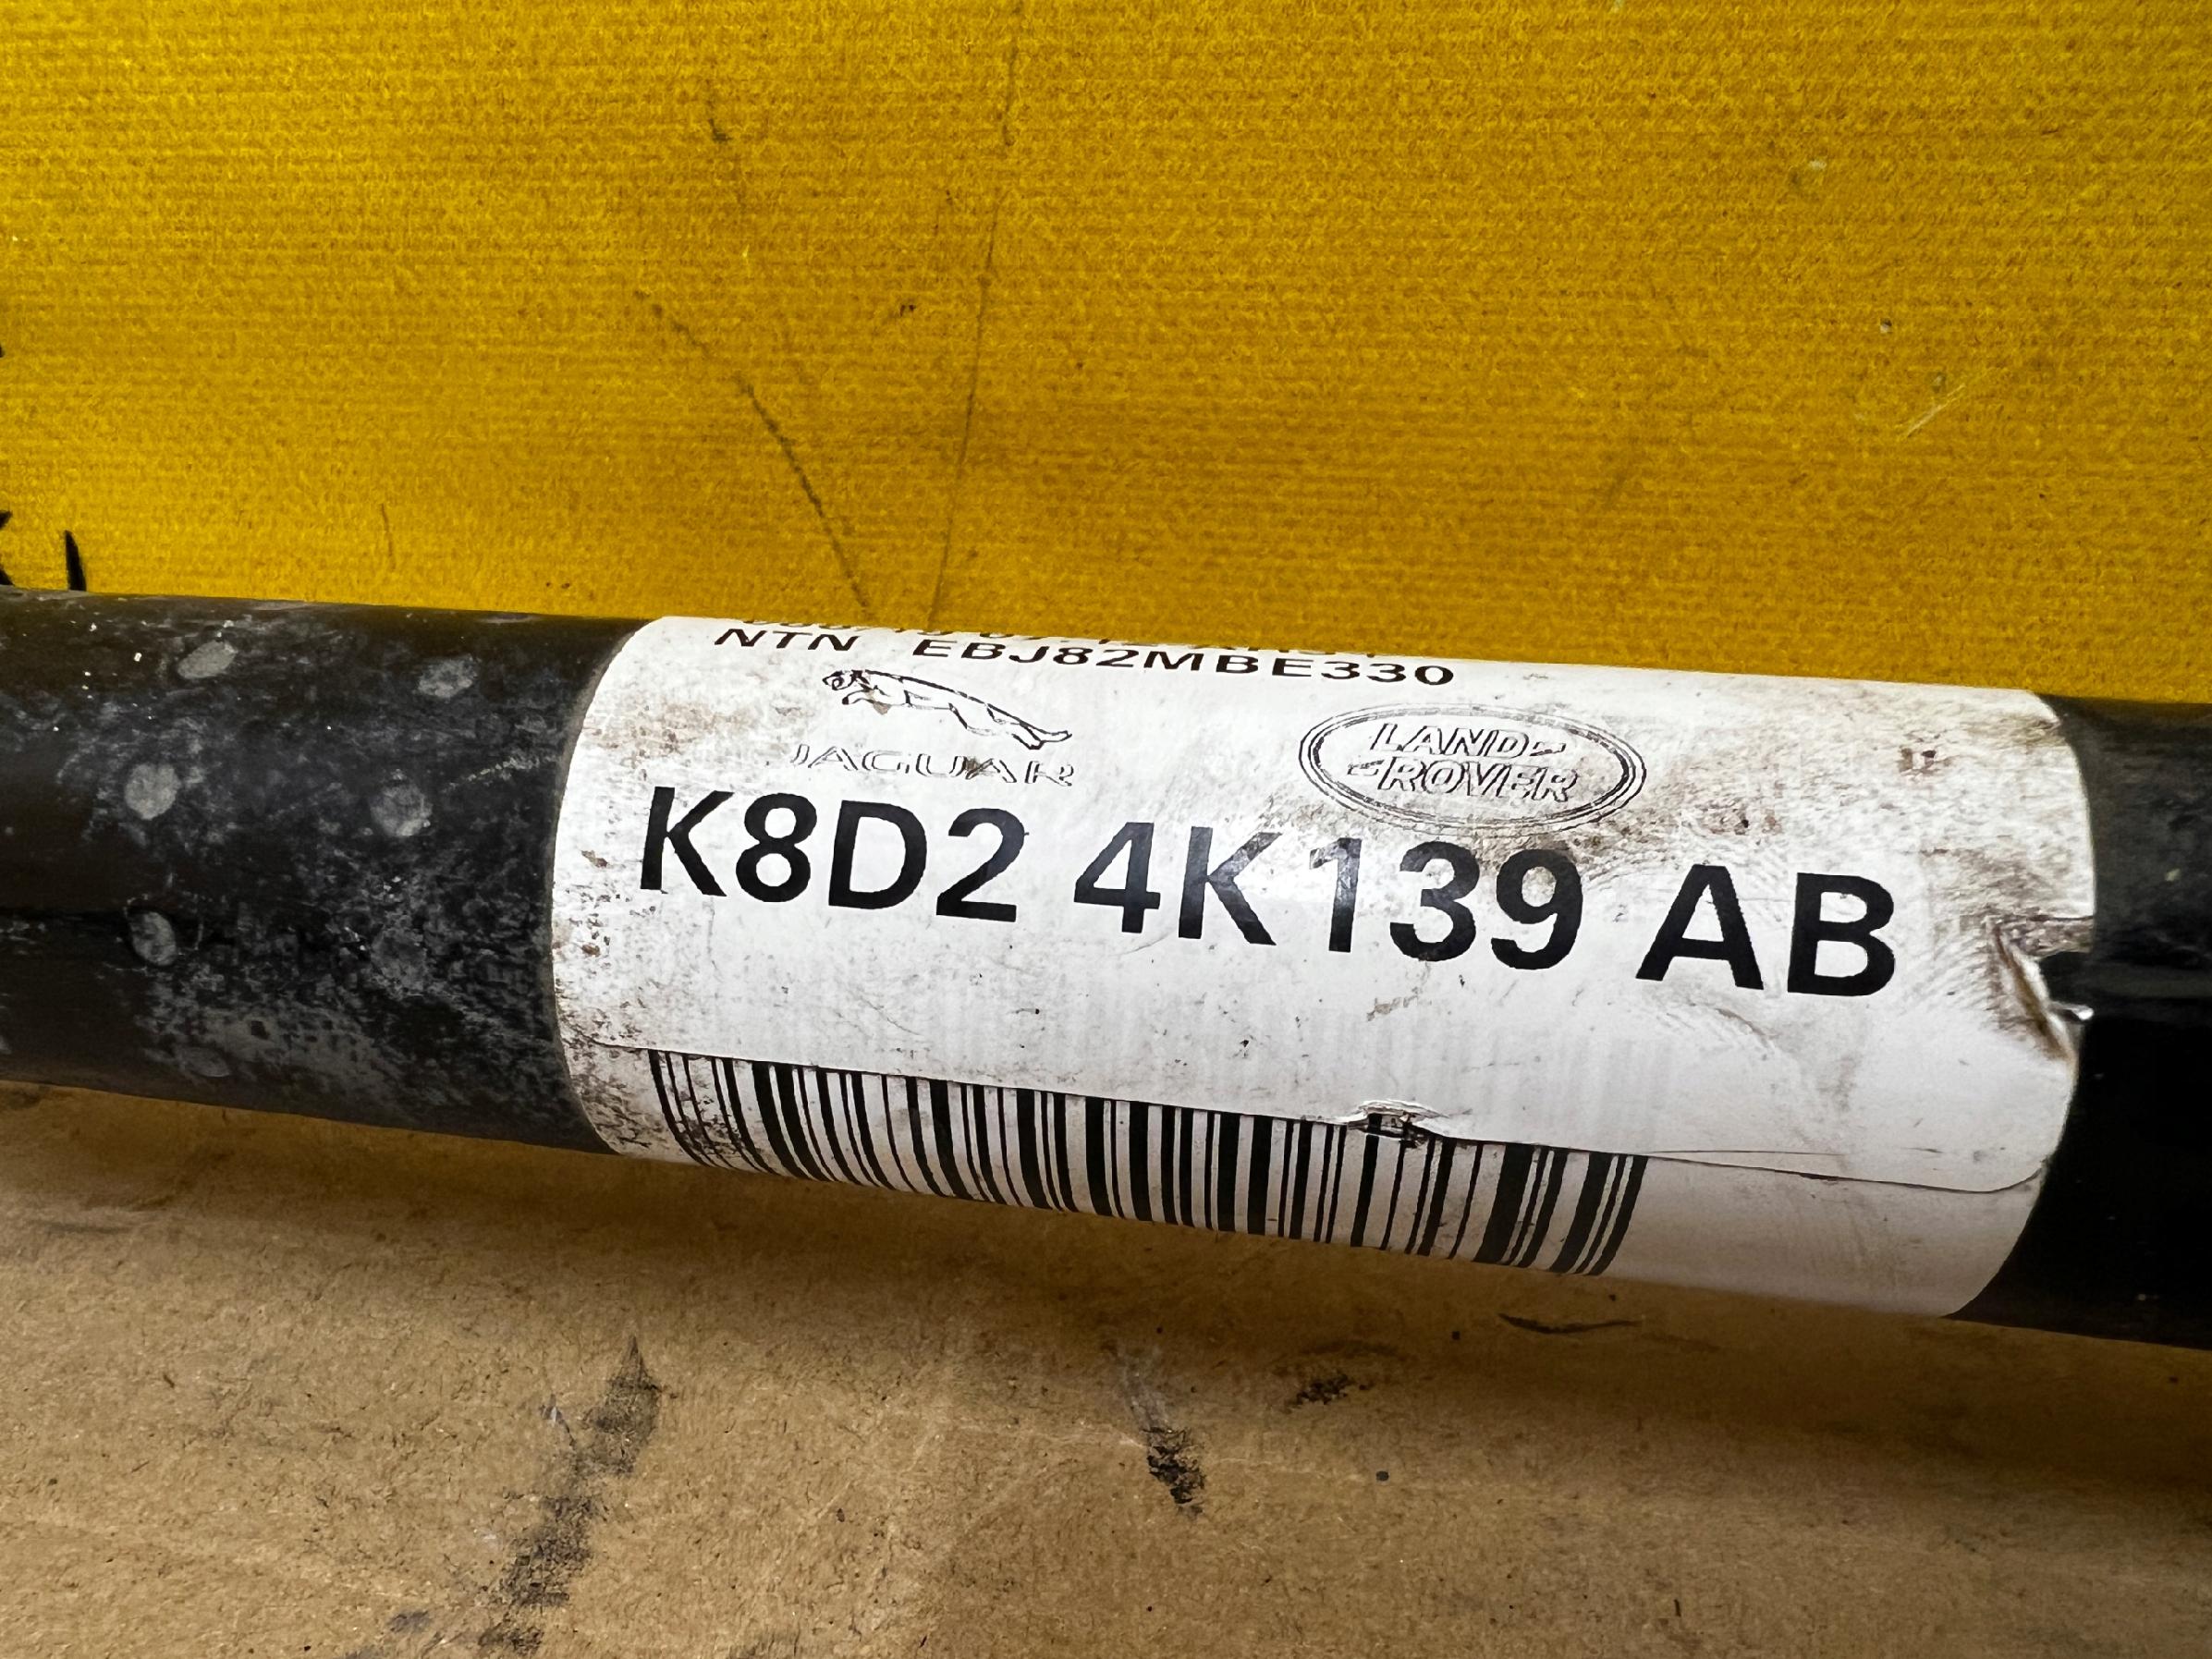 NTN EBJ82MBE330
JAGUAR
LAND
ROVER
K8D2 4K139 AB